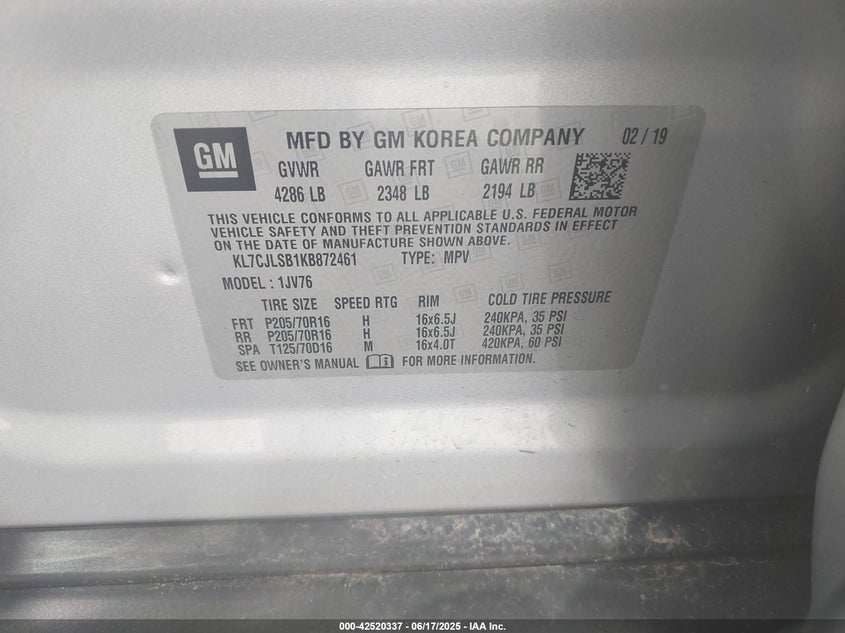 GM
MFD BY GM KOREA COMPANY 02 / 19
GVWR GAWR FRT GAWR RR
4286 LB 2348 LB 2194 LB
THIS VEHICLE CONFORMS TO ALL APPLICABLE U.S. FEDERAL MOTOR
VEHICLE SAFETY AND THEFT PREVENTION STANDARDS IN EFFECT
ON THE DATE OF MANUFACTURE SHOWN ABOVE.
KL7CJLSB1KB872461 TYPE: MPV
MODEL : 1JV76
TIRE SIZE SPEED RTG RIM COLD TIRE PRESSURE
FRT P205/70R16 H 16x6.5J 240KPA, 35 PSI
RR P205/70R16 H 16x6.5J 240KPA, 35 PSI
SPA T125/70D16 M 16x4.0T 420KPA, 60 PSI
SEE OWNER'S MANUAL FOR MORE INFORMATION.
000-42520337 - 06/17/2025 - IAA Inc.